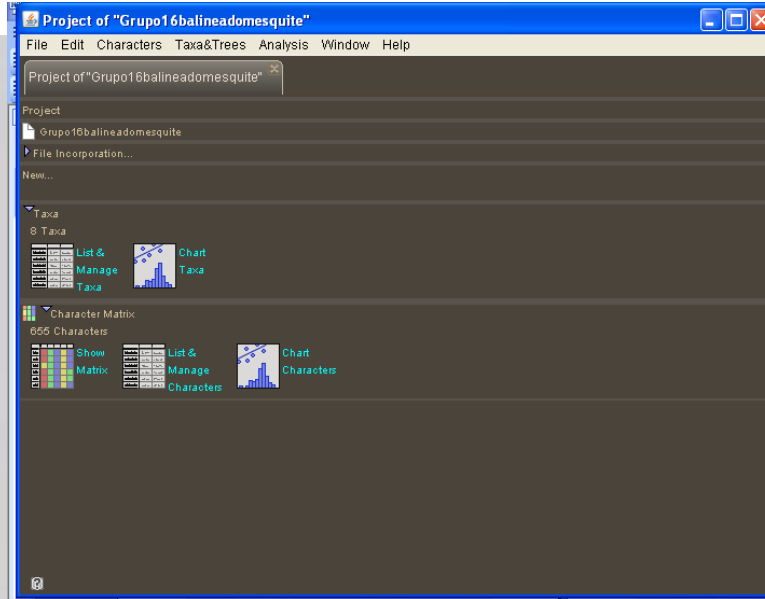 Project of "Grupo16balineadomesquite"
File Edit Characters Taxa&Trees Analysis Window Help
Project of "Grupo16balineadomesquite"
Project
Grupo16balineadomesquite
File Incorporation...
New...
Taxa
8 Taxa
List &
Manage
Taxa
Chart
Taxa
Character Matrix
655 Characters
Show
Matrix
List &
Manage
Characters
Chart
Characters